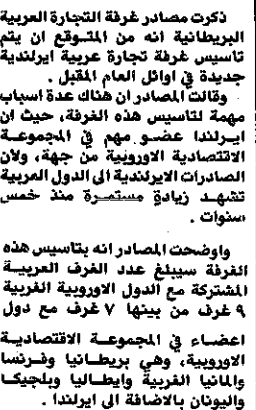 ذكرت مصادر غرفة التجارة العربية
البريطانية انه من المتوقع ان يتم
تاسيس غرفة تجارة عربية ايرلندية
جديدة في اوائل العام المقبل .
وقالت المصادر ان هناك عدة اسباب
مهمة لتاسيس هذه الغرفة، حيث ان
ايرلندا عضو مهم في المجموعة
الاقتصادية الاوروبية من جهة، ولان
الصادرات الايرلندية الى الدول العربية
تشهد زيادة مستمرة منذ خمس
سنوات .
واوضحت المصادر انه بتاسيس هذه
الغرفة سيبلغ عدد الغرف العربية
المشتركة مع الدول الاوروبية الغربية
٩ غرف من بينها ٧ غرف مع دول
اعضاء في المجموعة الاقتصادية
الاوروبية، وهي بريطانيا وفرنسا
والمانيا الغربية وايطاليا وبلجيكا
واليونان بالاضافة الى ايرلندا .